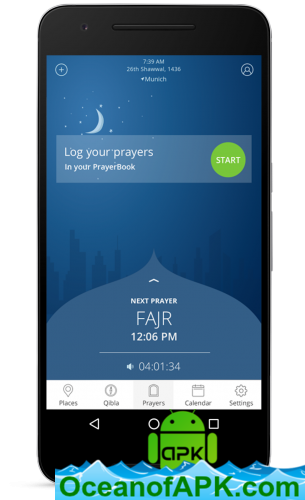 7:39 AM
26th Shawwal, 1436
Munich
Log your prayers
In your PrayerBook
START
NEXT PRAYER
FAJR
12:06 PM
04:01:34
Places
Qibla
Prayers
Calendar
Settings
apk
OceanofAPK.com